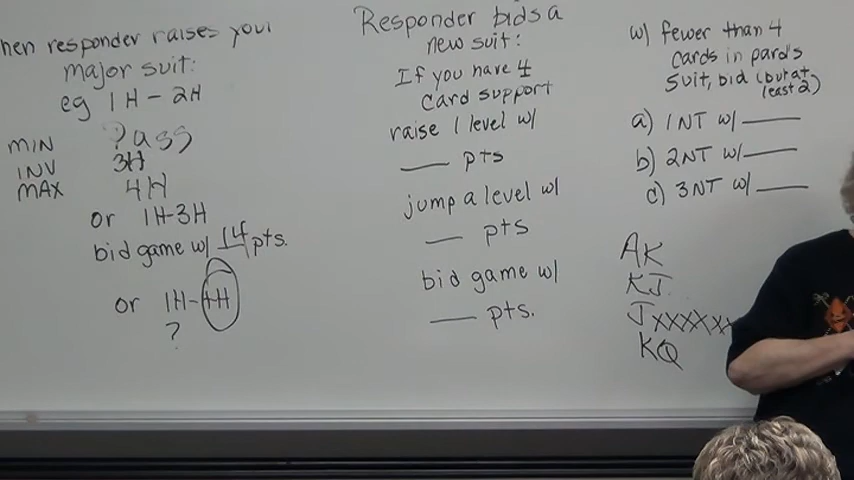 hen responder raises your
major suit:
eg 1H - 2H
MIN Pass
INV 3H
MAX 4H
or 1H-3H
bid game w/ 14 pts.
or 1H-4H
?
Responder bids a
new suit:
If you have 4
card support
raise 1 level w/
___ pts
jump a level w/
___ pts
bid game w/
___ pts.
w/ fewer than 4
cards in pard's
suit, bid (but at
least 2)
a) 1NT w/ ___
b) 2NT w/ ___
c) 3NT w/ ___
AK
KJ
Jxxxxxx
KQ